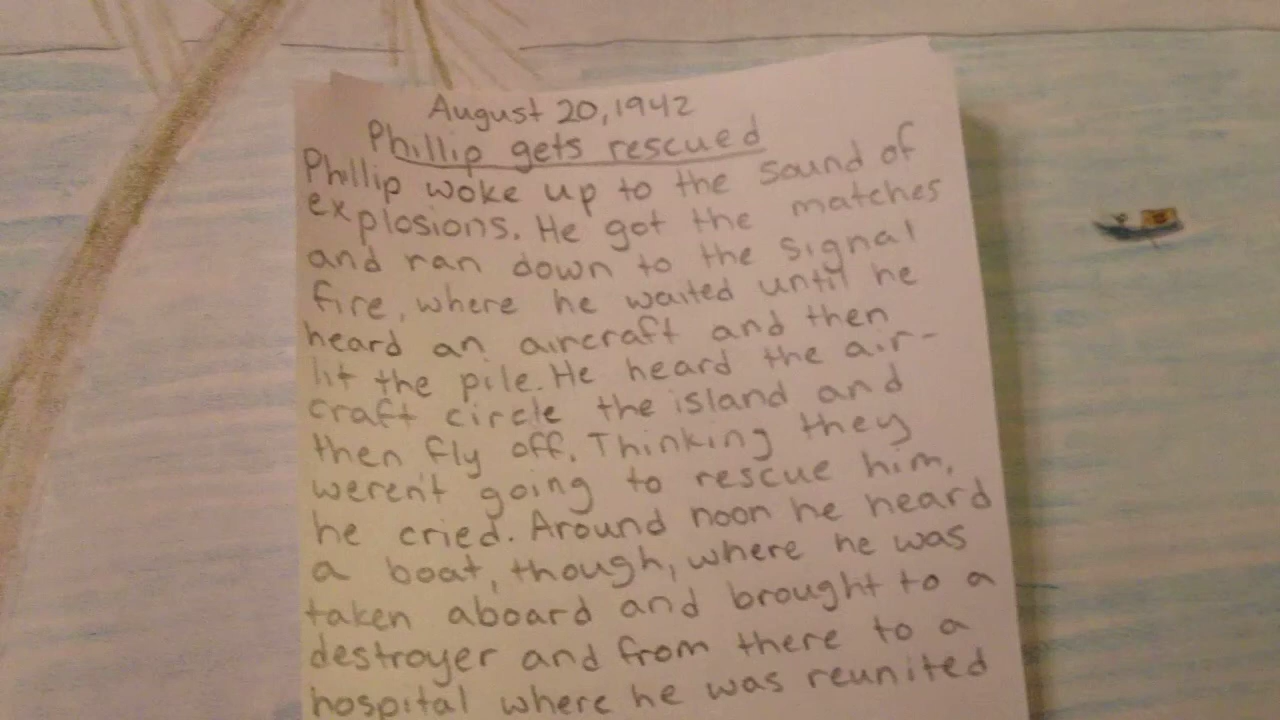 August 20, 1942
Phillip gets rescued
Phillip woke up to the sound of
explosions. He got the matches
and ran down to the signal
fire, where he waited until he
heard an aircraft and then
lit the pile. He heard the air-
craft circle the island and
then fly off. Thinking they
weren't going to rescue him,
he cried. Around noon he heard
a boat, though, where he was
taken aboard and brought to a
destroyer and from there to a
hospital where he was reunited